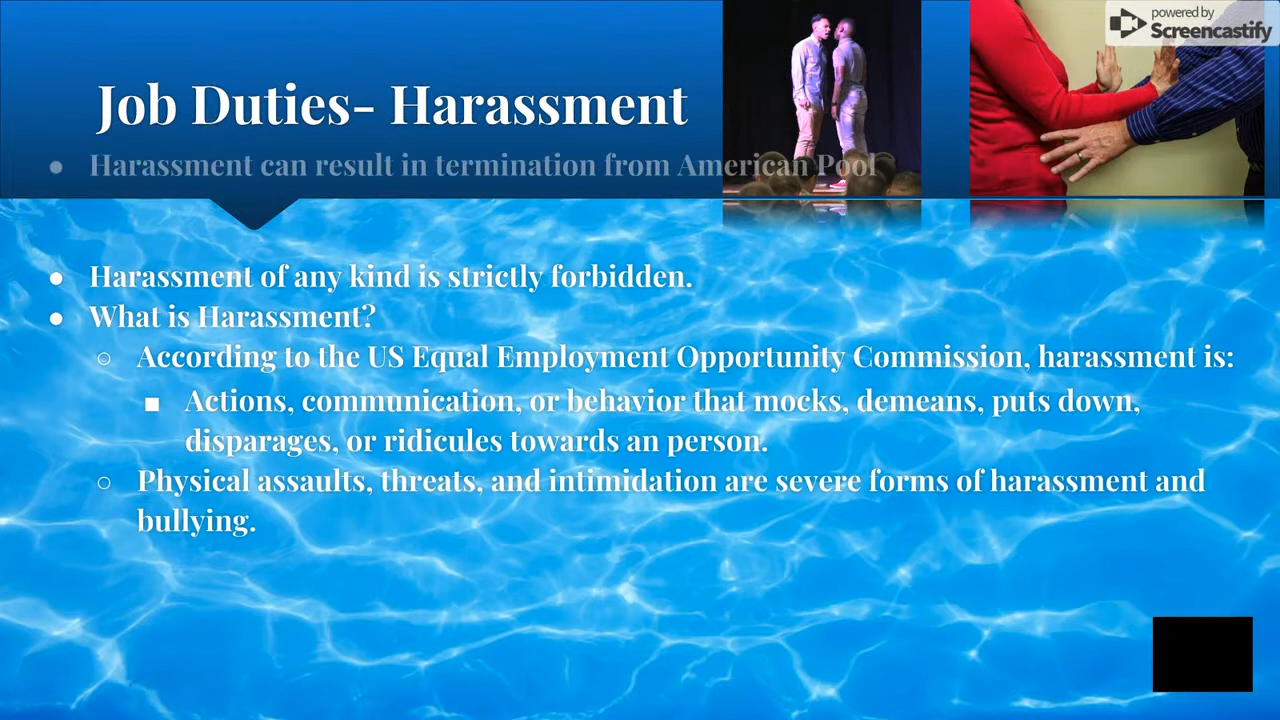 powered by
Screencastify
Job Duties- Harassment
● Harassment can result in termination from American Pool
● Harassment of any kind is strictly forbidden.
● What is Harassment?
○ According to the US Equal Employment Opportunity Commission, harassment is:
■ Actions, communication, or behavior that mocks, demeans, puts down,
disparages, or ridicules towards an person.
○ Physical assaults, threats, and intimidation are severe forms of harassment and
bullying.